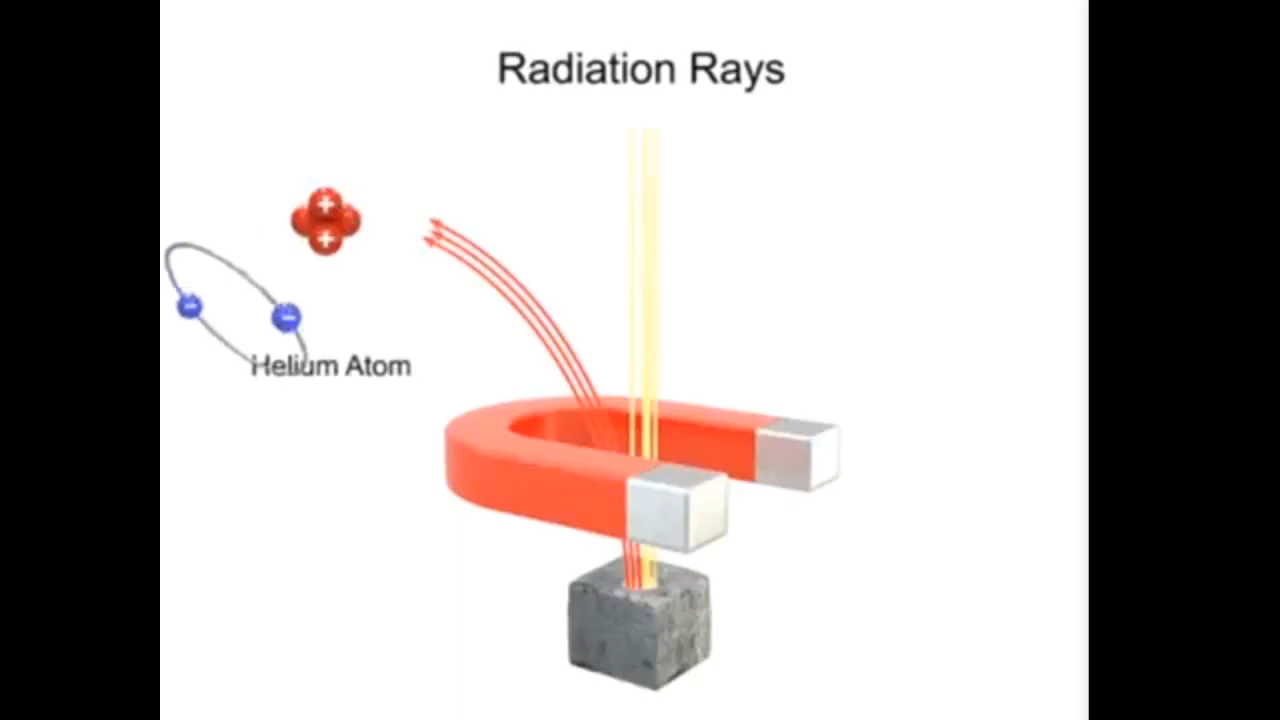 Radiation Rays
+
+
-
-
Helium Atom